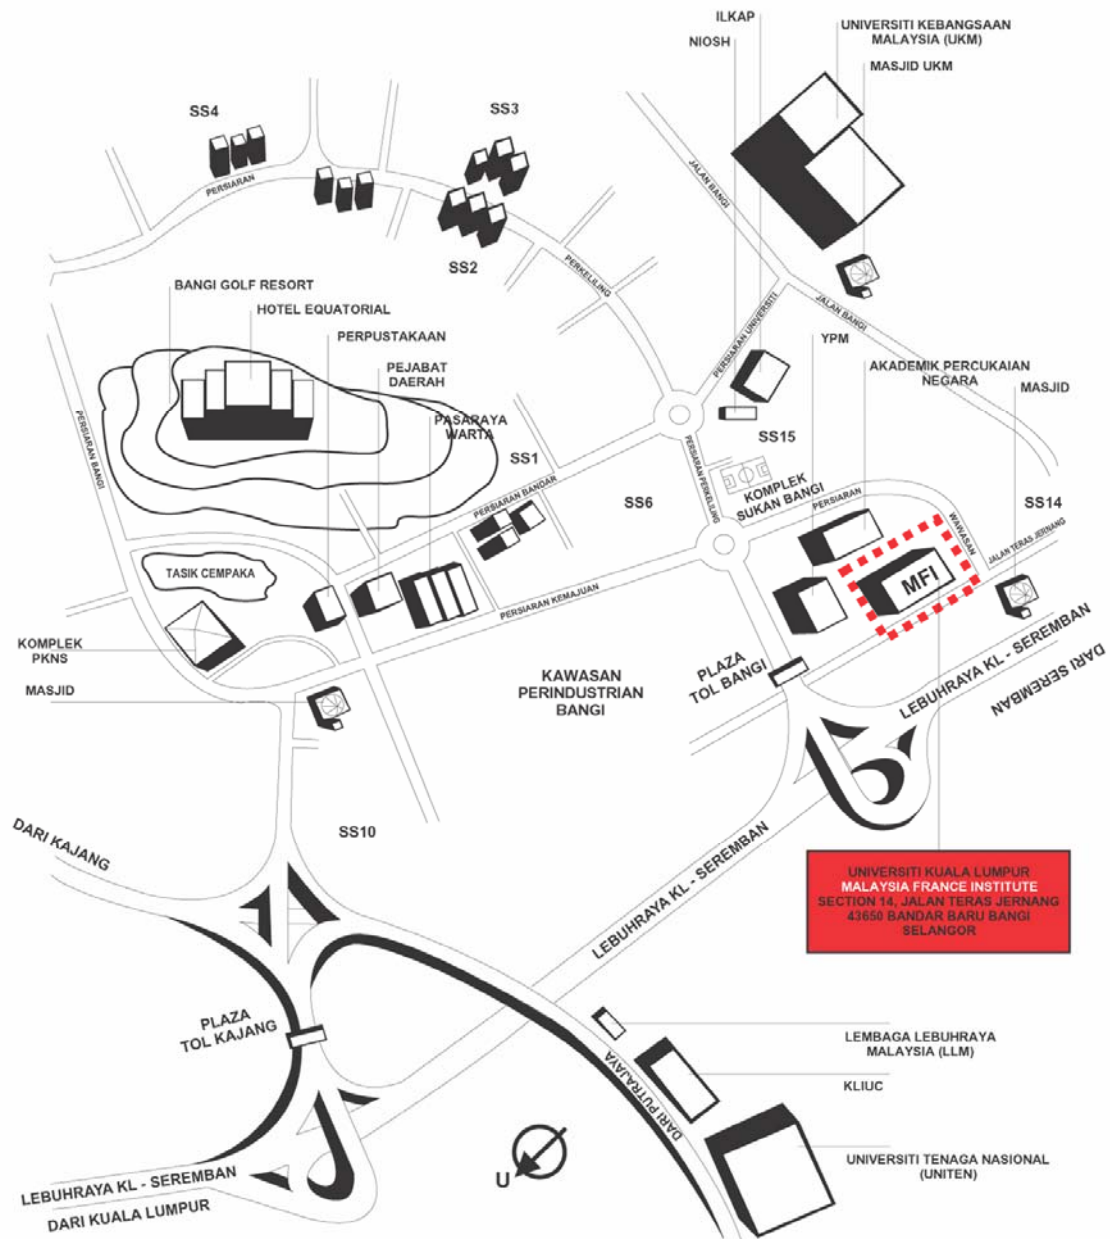 ILKAP
NIOSH
UNIVERSITI KEBANGSAAN
MALAYSIA (UKM)
MASJID UKM
SS4
SS3
JALAN BANGI
PERSIARAN
SS2
PERKELILING
BANGI GOLF RESORT
HOTEL EQUATORIAL
PERPUSTAKAAN
PEJABAT
DAERAH
PERSIARAN UNIVERSITI
JALAN BANGI
YPM
AKADEMIK PERCUKAIAN
NEGARA
MASJID
PASARAYA
WARTA
PERSIARAN BANGI
SS1
SS15
PERSIARAN PERKELILING
KOMPLEK
SUKAN BANGI
PERSIARAN BANDAR
SS6
PERSIARAN
WAWASAN
SS14
JALAN TERAS JERNANG
TASIK CEMPAKA
MFI
PERSIARAN KEMAJUAN
KOMPLEK
PKNS
MASJID
KAWASAN
PERINDUSTRIAN
BANGI
PLAZA
TOL BANGI
LEBUHRAYA KL - SEREMBAN
DARI SEREMBAN
DARI KAJANG
SS10
LEBUHRAYA KL - SEREMBAN
UNIVERSITI KUALA LUMPUR
MALAYSIA FRANCE INSTITUTE
SECTION 14, JALAN TERAS JERNANG
43650 BANDAR BARU BANGI
SELANGOR
PLAZA
TOL KAJANG
LEMBAGA LEBUHRAYA
MALAYSIA (LLM)
DARI PUTRAJAYA
KLIUC
U
UNIVERSITI TENAGA NASIONAL
(UNITEN)
LEBUHRAYA KL - SEREMBAN
DARI KUALA LUMPUR